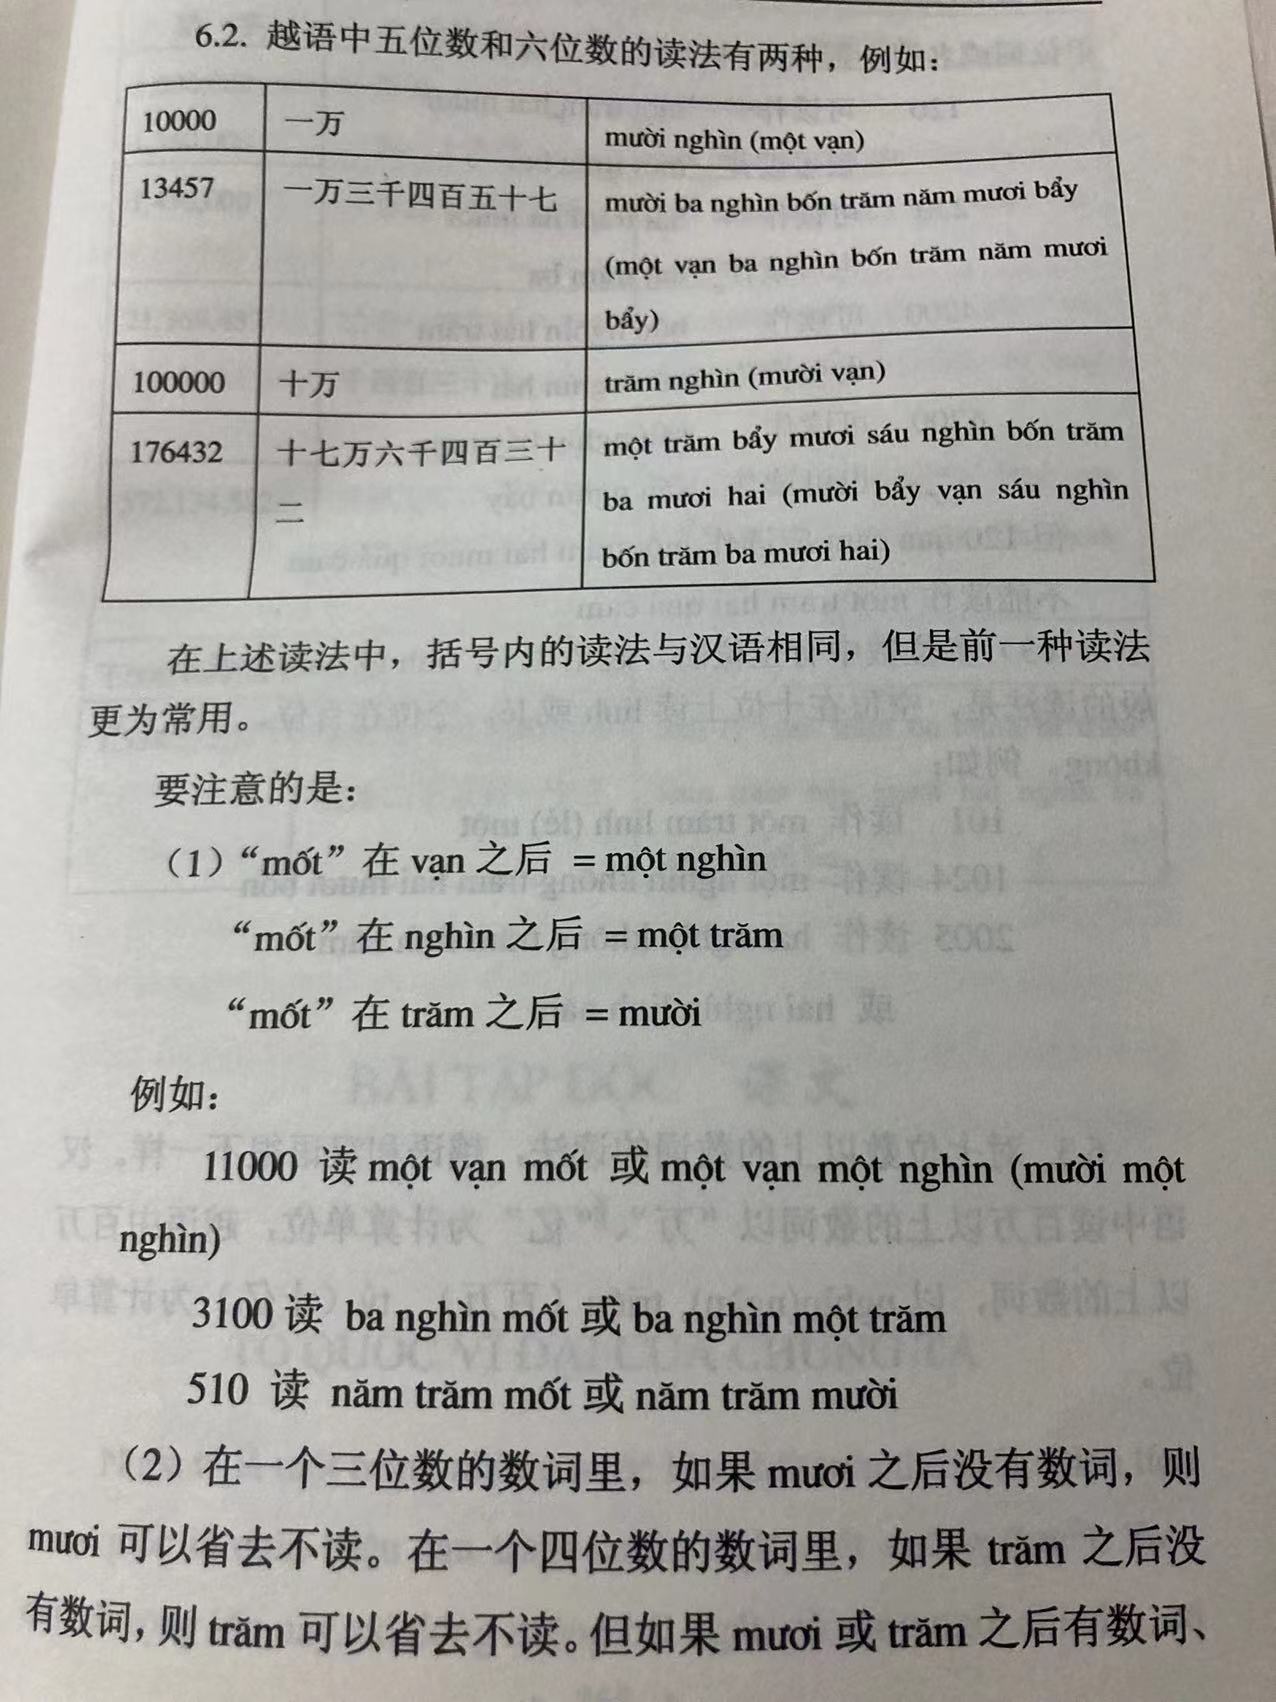 6.2. 越语中五位数和六位数的读法有两种，例如：
10000 一万 mười nghìn (một vạn)
13457 一万三千四百五十七 mười ba nghìn bốn trăm năm mươi bẩy
(một vạn ba nghìn bốn trăm năm mươi
bẩy)
100000 十万 trăm nghìn (mười vạn)
176432 十七万六千四百三十 một trăm bẩy mươi sáu nghìn bốn trăm
二 ba mươi hai (mười bẩy vạn sáu nghìn
bốn trăm ba mươi hai)
在上述读法中，括号内的读法与汉语相同，但是前一种读法
更为常用。
要注意的是：
（1）“mốt” 在 vạn 之后 = một nghìn
“mốt” 在 nghìn 之后 = một trăm
“mốt” 在 trăm 之后 = mười
例如：
11000 读 một vạn mốt 或 một vạn một nghìn (mười một
nghìn)
3100 读 ba nghìn mốt 或 ba nghìn một trăm
510 读 năm trăm mốt 或 năm trăm mười
（2）在一个三位数的数词里，如果 mươi 之后没有数词，则
mươi 可以省去不读。在一个四位数的数词里，如果 trăm 之后没
有数词，则 trăm 可以省去不读。但如果 mươi 或 trăm 之后有数词、